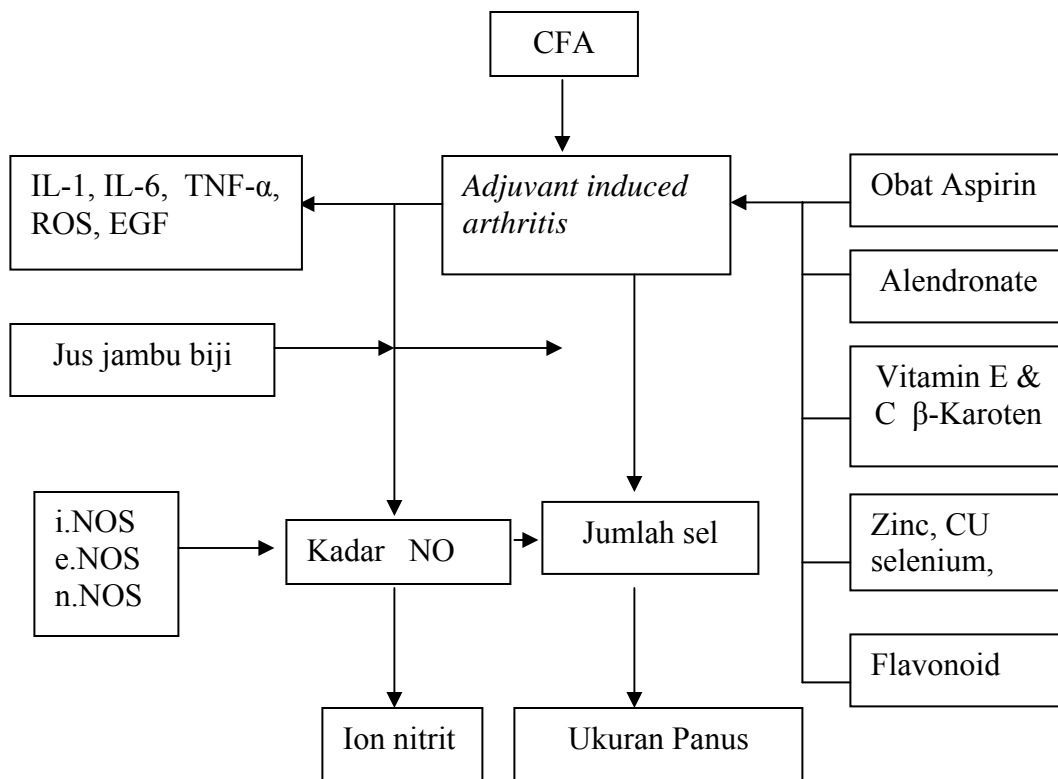 CFA
IL-1, IL-6, TNF-α,
ROS, EGF
Adjuvant induced
arthritis
Obat Aspirin
Alendronate
Jus jambu biji
Vitamin E &
C β-Karoten
i.NOS
e.NOS
n.NOS
Kadar NO
Jumlah sel
Zinc, CU
selenium,
Flavonoid
Ion nitrit
Ukuran Panus